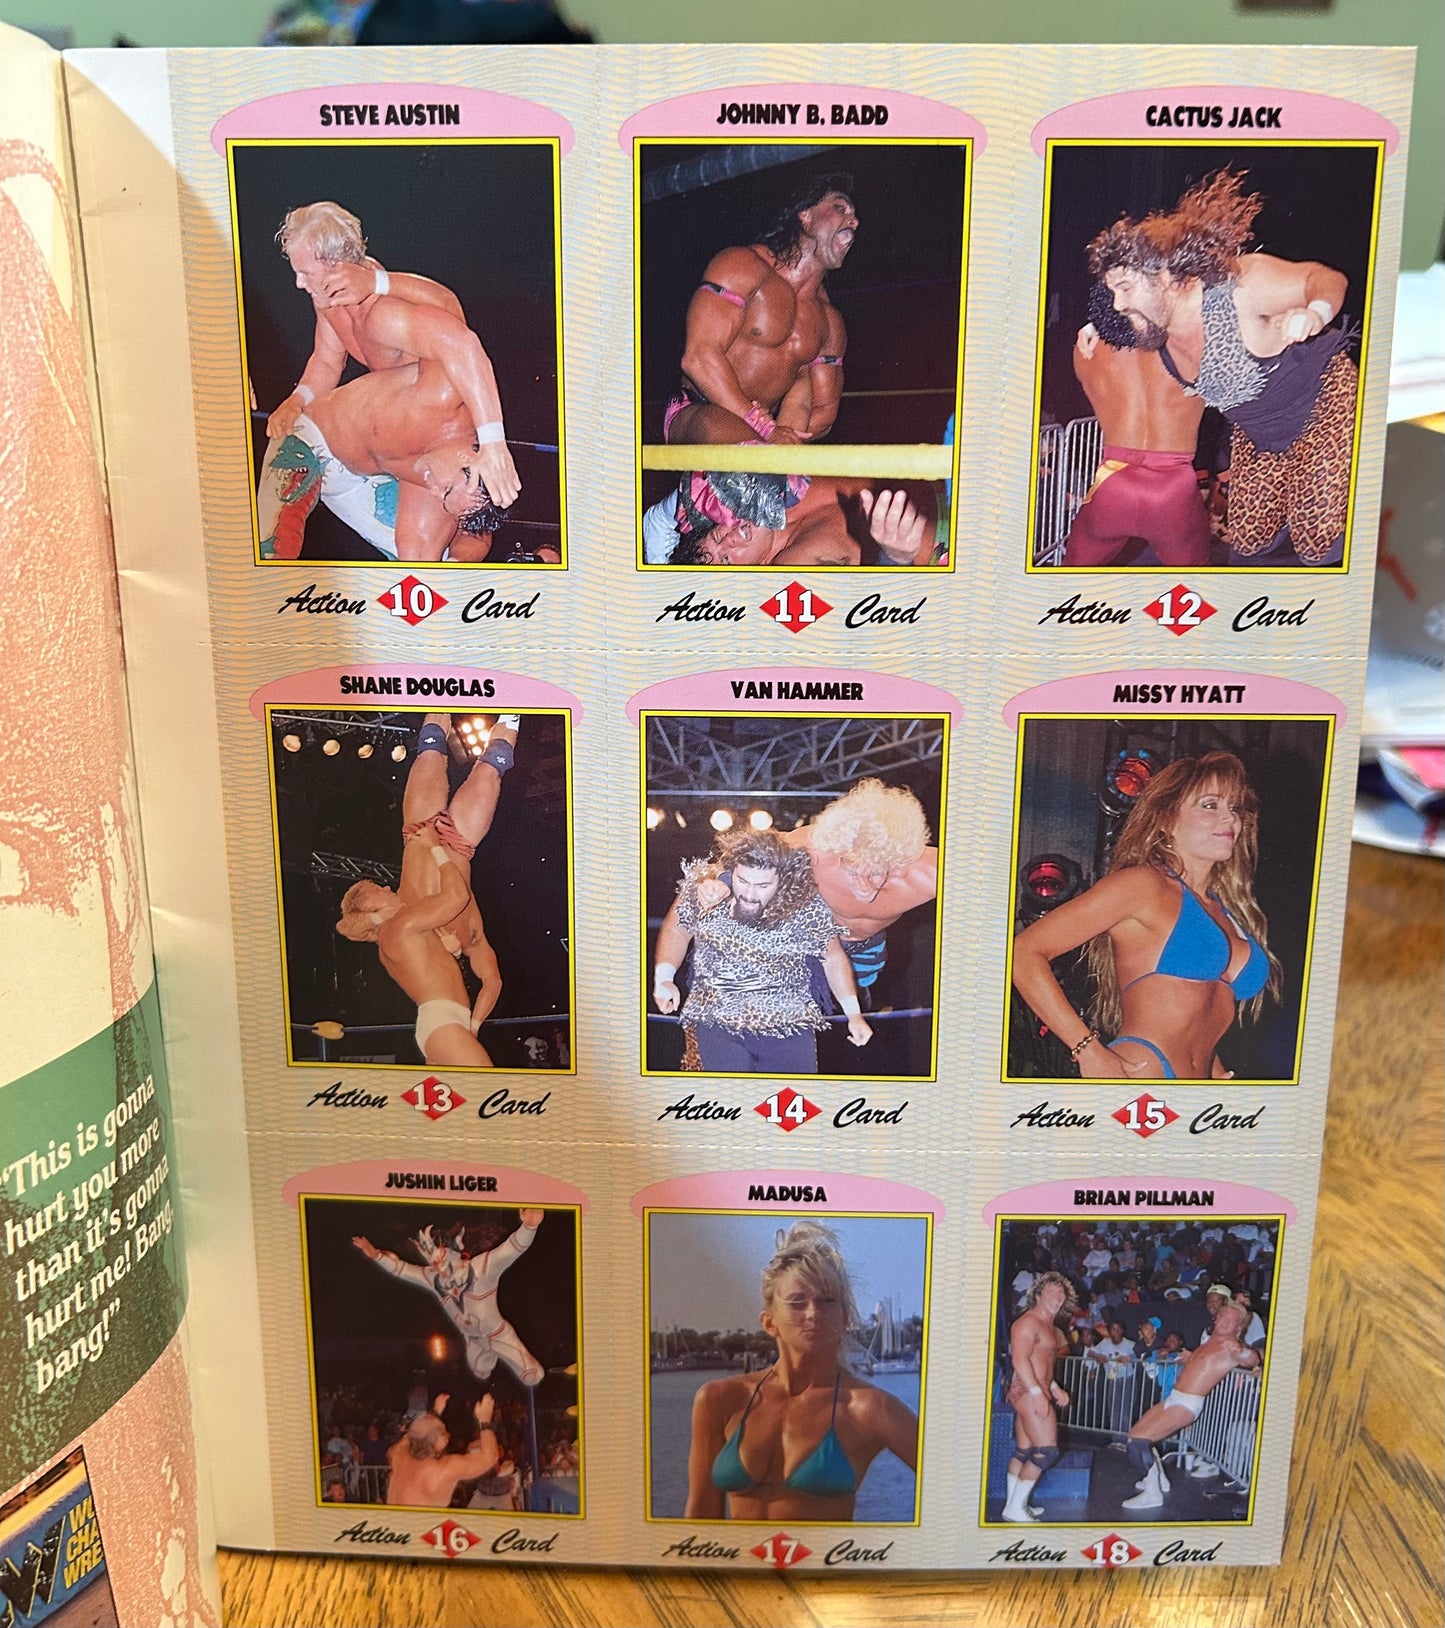 STEVE AUSTIN
JOHNNY B. BADD
CACTUS JACK
Action 10 Card
Action 11 Card
Action 12 Card
SHANE DOUGLAS
VAN HAMMER
MISSY HYATT
Action 13 Card
Action 14 Card
Action 15 Card
JUSHIN LIGER
MADUSA
BRIAN PILLMAN
Action 16 Card
Action 17 Card
Action 18 Card
"This is gonna
hurt you more
than it's gonna
hurt me! Bang,
bang!"